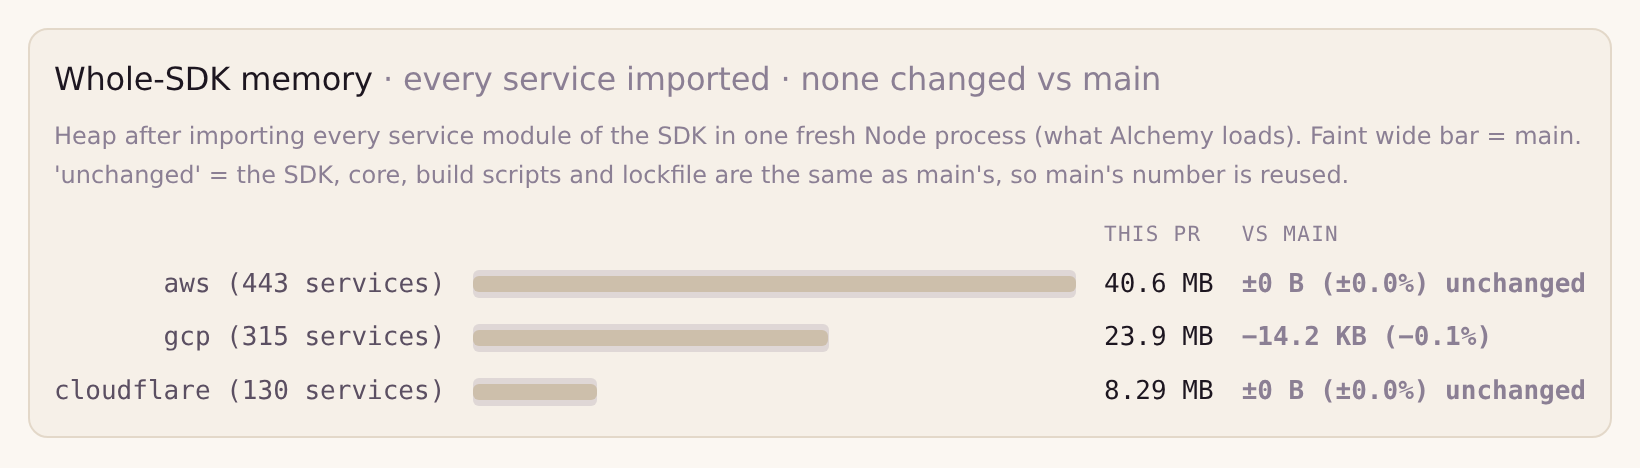 Whole-SDK memory · every service imported · none changed vs main
Heap after importing every service module of the SDK in one fresh Node process (what Alchemy loads). Faint wide bar = main.
'unchanged' = the SDK, core, build scripts and lockfile are the same as main's, so main's number is reused.
THIS PR VS MAIN
aws (443 services) 40.6 MB ±0 B (±0.0%) unchanged
gcp (315 services) 23.9 MB −14.2 KB (−0.1%)
cloudflare (130 services) 8.29 MB ±0 B (±0.0%) unchanged